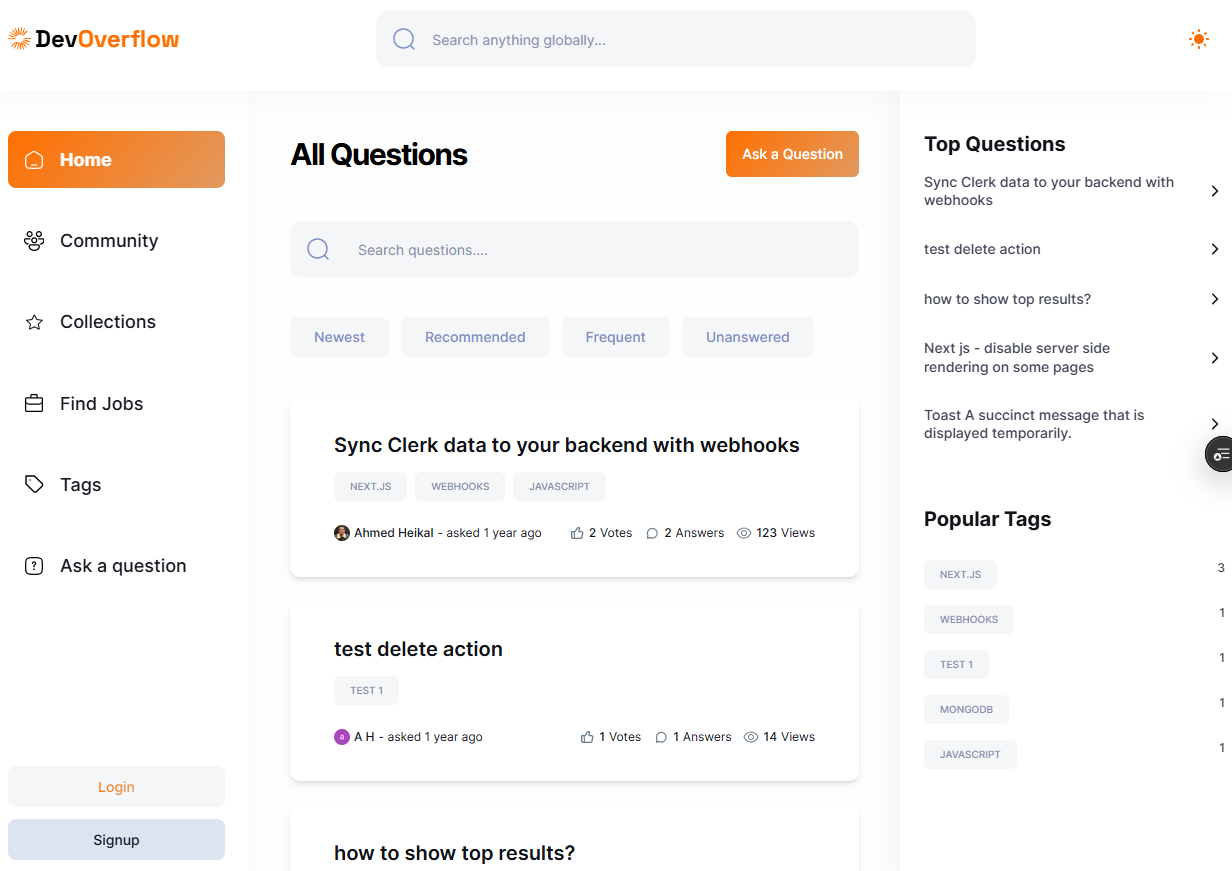 DevOverflow
Search anything globally...
Home
Community
Collections
Find Jobs
Tags
Ask a question
Login
Signup
All Questions
Ask a Question
Search questions....
Newest Recommended Frequent Unanswered
Sync Clerk data to your backend with webhooks
NEXT.JS WEBHOOKS JAVASCRIPT
Ahmed Heikal - asked 1 year ago 2 Votes 2 Answers 123 Views
test delete action
TEST 1
a A H - asked 1 year ago 1 Votes 1 Answers 14 Views
how to show top results?
Top Questions
Sync Clerk data to your backend with
webhooks
test delete action
how to show top results?
Next js - disable server side
rendering on some pages
Toast A succinct message that is
displayed temporarily.
Popular Tags
NEXT.JS 3
WEBHOOKS 1
TEST 1 1
MONGODB 1
JAVASCRIPT 1